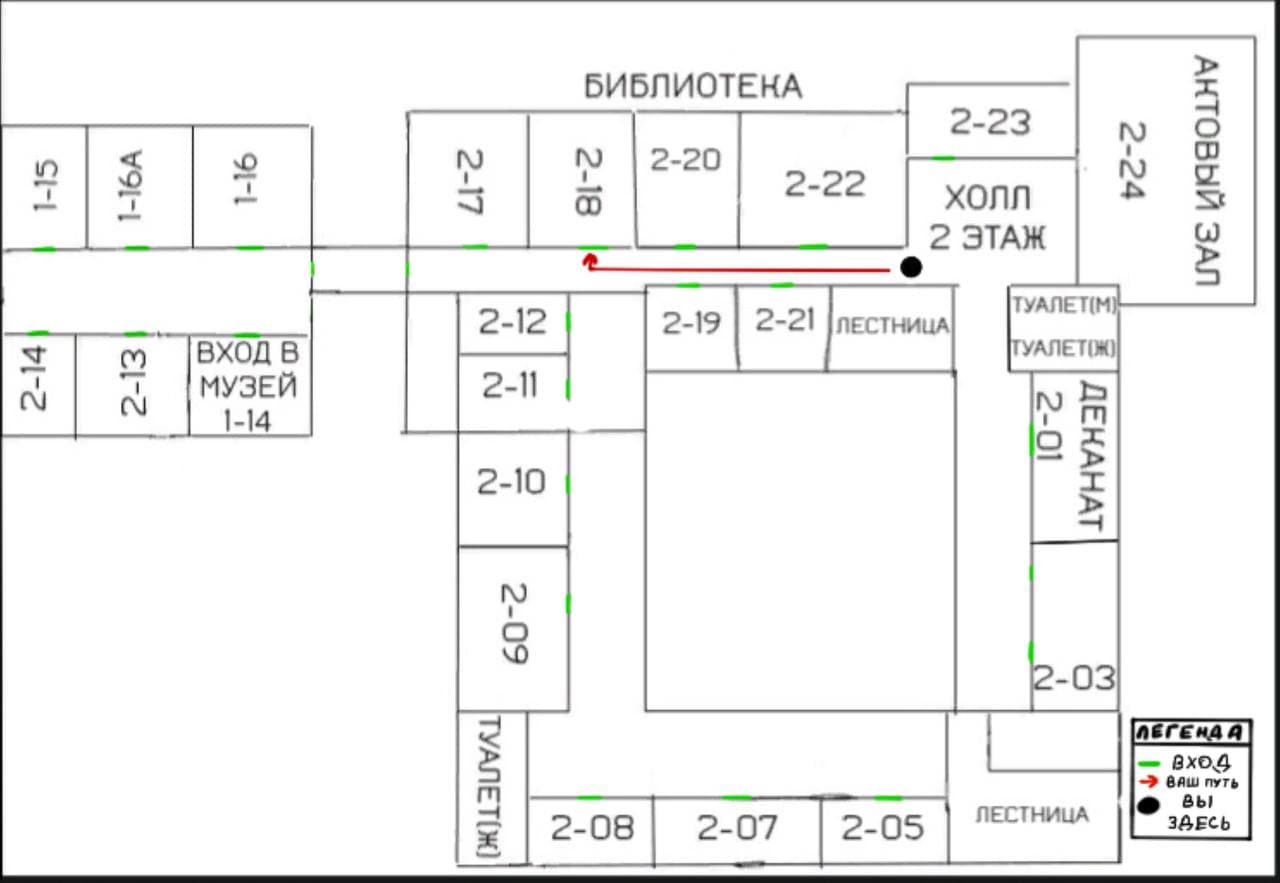 БИБЛИОТЕКА
АКТОВЫЙ ЗАЛ
2-24
2-23
ХОЛЛ
2 ЭТАЖ
1-15
1-16А
1-16
2-17
2-18
2-20
2-22
2-14
2-13
ВХОД В
МУЗЕЙ
1-14
2-12
2-11
2-10
2-09
2-19
2-21
ЛЕСТНИЦА
ТУАЛЕТ(М)
ТУАЛЕТ(Ж)
ДЕКАНАТ
2-01
2-03
ТУАЛЕТ(Ж)
2-08
2-07
2-05
ЛЕСТНИЦА
ЛЕГЕНДА
ВХОД
ВАШ ПУТЬ
ВЫ
ЗДЕСЬ